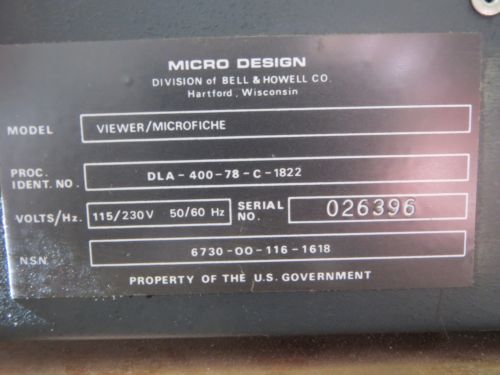 MICRO DESIGN
DIVISION of BELL & HOWELL CO.
Hartford, Wisconsin
MODEL VIEWER/MICROFICHE
PROC. IDENT. NO. DLA-400-78-C-1822
VOLTS/Hz. 115/230V 50/60 Hz SERIAL NO. 026396
N.S.N. 6730-00-116-1618
PROPERTY OF THE U.S. GOVERNMENT